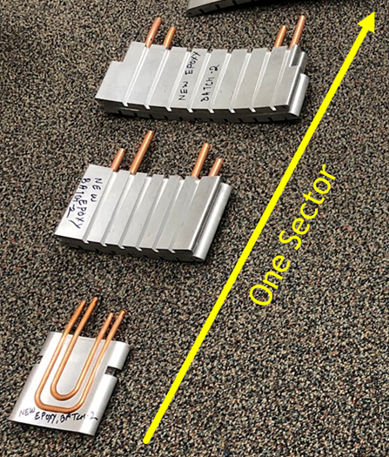 NEW EPOXY
BATCH-2
NEW EPOXY
BATCH-2
One Sector
NEW EPOXY, BATCH-2